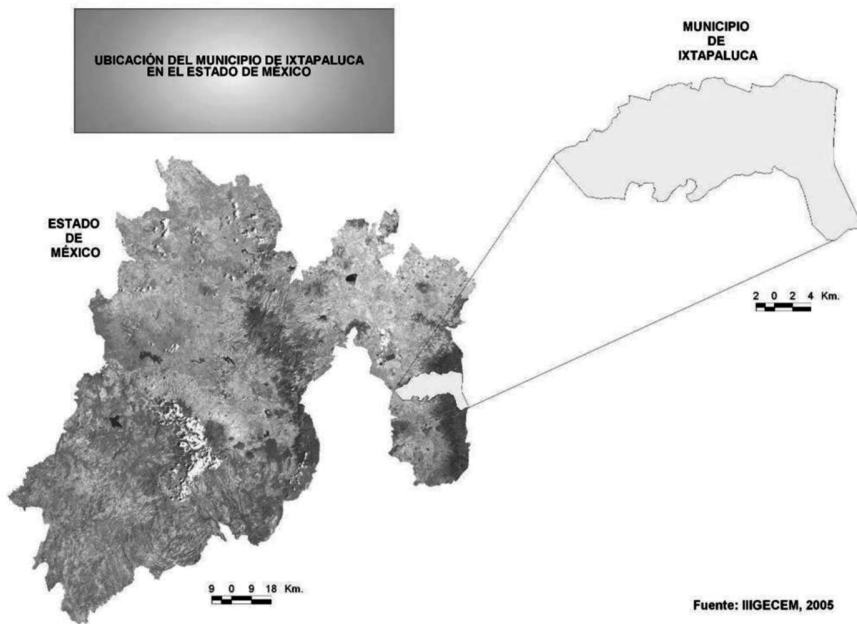 UBICACIÓN DEL MUNICIPIO DE IXTAPALUCA
EN EL ESTADO DE MÉXICO
MUNICIPIO
DE
IXTAPALUCA
ESTADO
DE
MÉXICO
2 0 2 4 Km.
9 0 9 18 Km.
Fuente: IIIGECEM, 2005